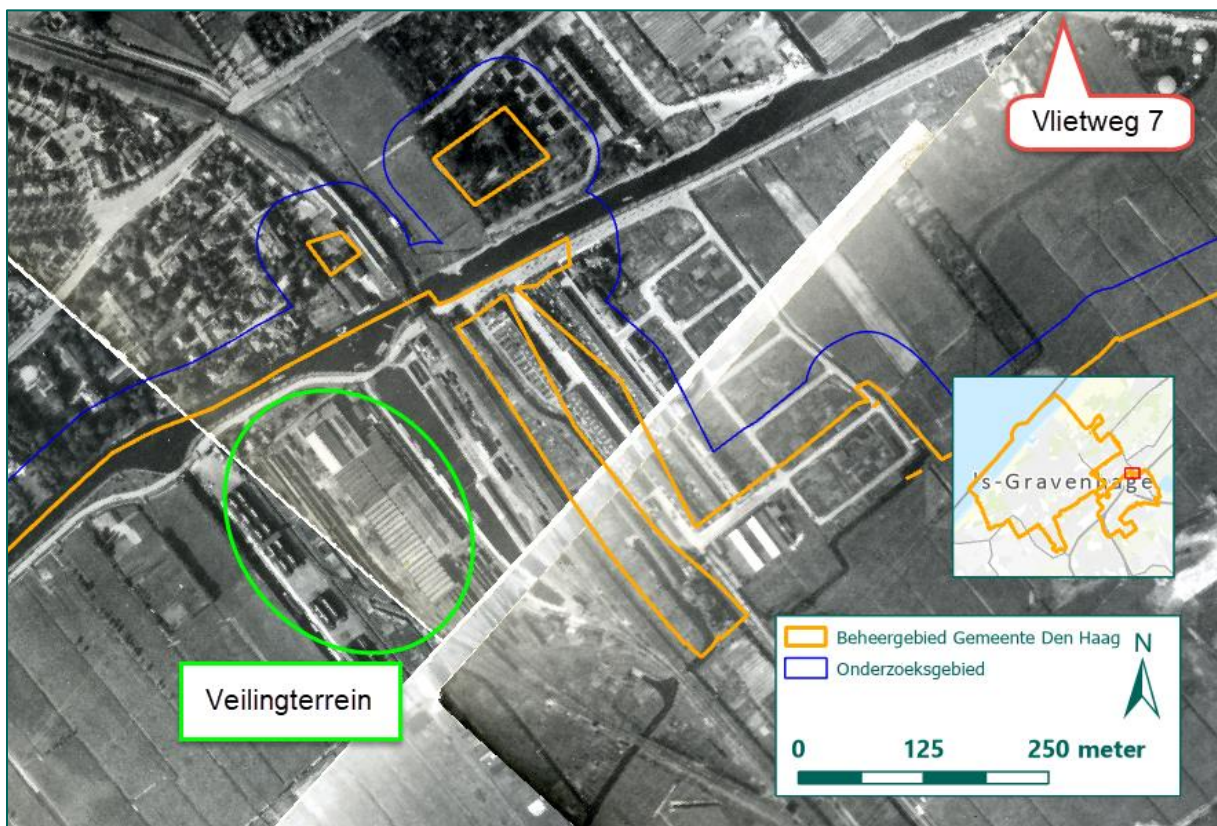 Vlietweg 7
's-Gravenhage
Veilingterrein
Beheergebied Gemeente Den Haag
Onderzoeksgebied
N
0 125 250 meter